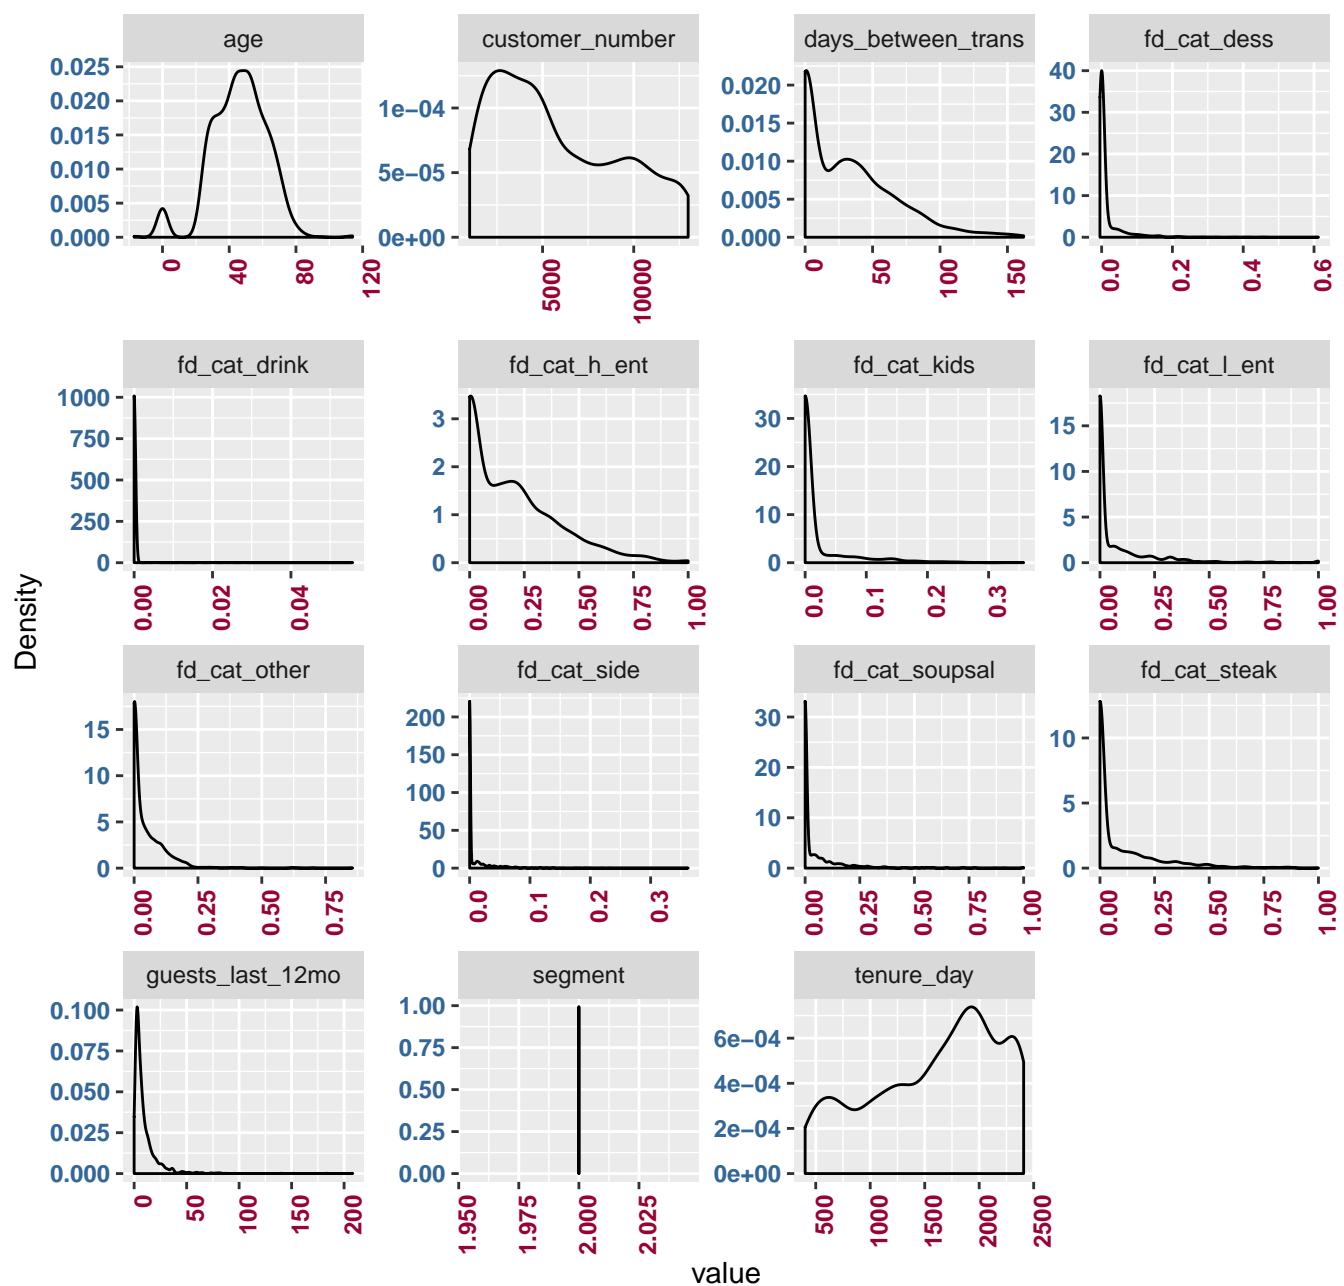 age
customer_number
days_between_trans
fd_cat_dess
0.025
0.020
0.015
0.010
0.005
0.000
1e−04
5e−05
0e+00
0.020
0.015
0.010
0.005
0.000
40
30
20
10
0
0 40 80 120
5000 10000
0 50 100 150
0.0 0.2 0.4 0.6
fd_cat_drink
fd_cat_h_ent
fd_cat_kids
fd_cat_l_ent
1000
750
500
250
0
3
2
1
0
30
20
10
0
15
10
5
0
0.00 0.02 0.04
0.00 0.25 0.50 0.75 1.00
0.0 0.1 0.2 0.3
0.00 0.25 0.50 0.75 1.00
Density
fd_cat_other
fd_cat_side
fd_cat_soupsal
fd_cat_steak
15
10
5
0
200
150
100
50
0
30
20
10
0
10
5
0
0.00 0.25 0.50 0.75
0.0 0.1 0.2 0.3
0.00 0.25 0.50 0.75 1.00
0.00 0.25 0.50 0.75 1.00
guests_last_12mo
segment
tenure_day
0.100
0.075
0.050
0.025
0.000
1.00
0.75
0.50
0.25
0.00
6e−04
4e−04
2e−04
0e+00
0 50 100 150 200
1.950 1.975 2.000 2.025
500 1000 1500 2000 2500
value